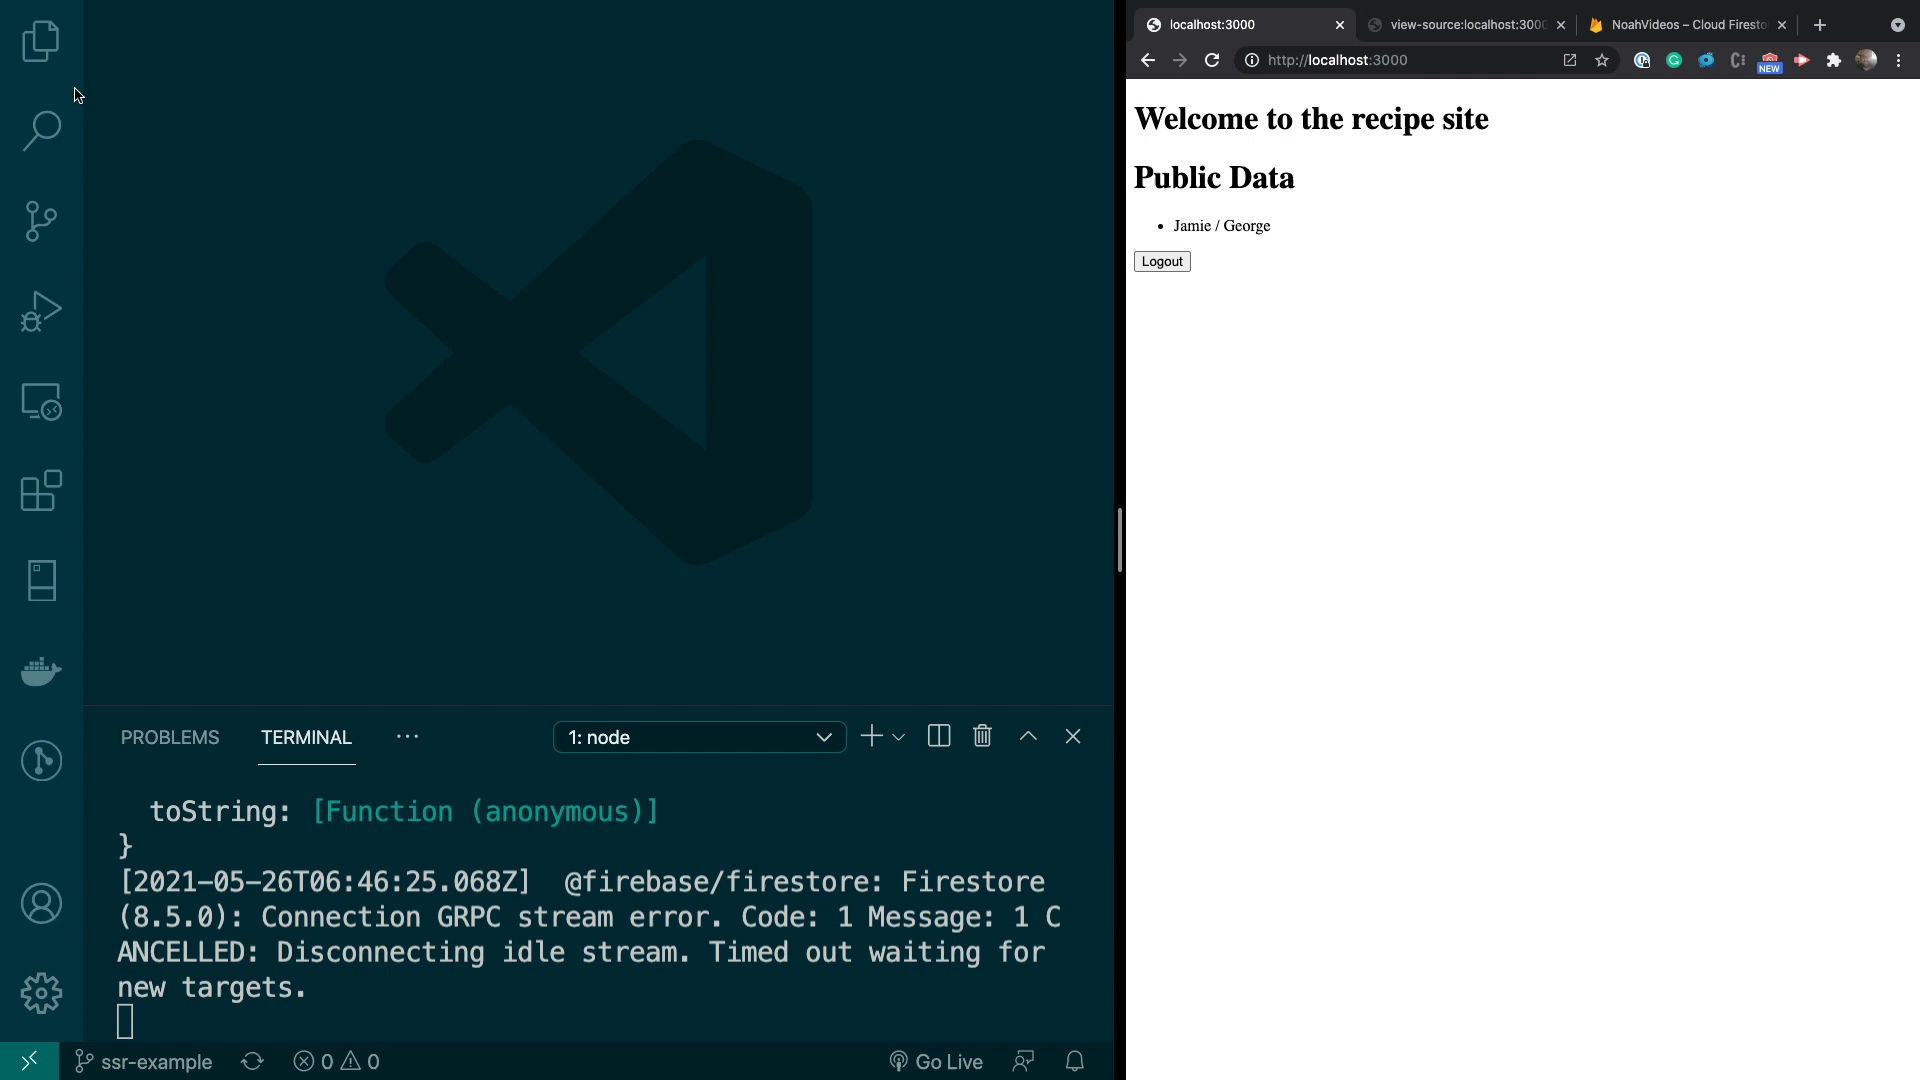 localhost:3000
view-source:localhost:3000
NoahVideos – Cloud Firesto
http://localhost:3000
NEW
Welcome to the recipe site
Public Data
Jamie / George
Logout
PROBLEMS
TERMINAL
1: node
toString: [Function (anonymous)]
}
[2021-05-26T06:46:25.068Z]  @firebase/firestore: Firestore
(8.5.0): Connection GRPC stream error. Code: 1 Message: 1 C
ANCELLED: Disconnecting idle stream. Timed out waiting for
new targets.
ssr-example
0
0
Go Live